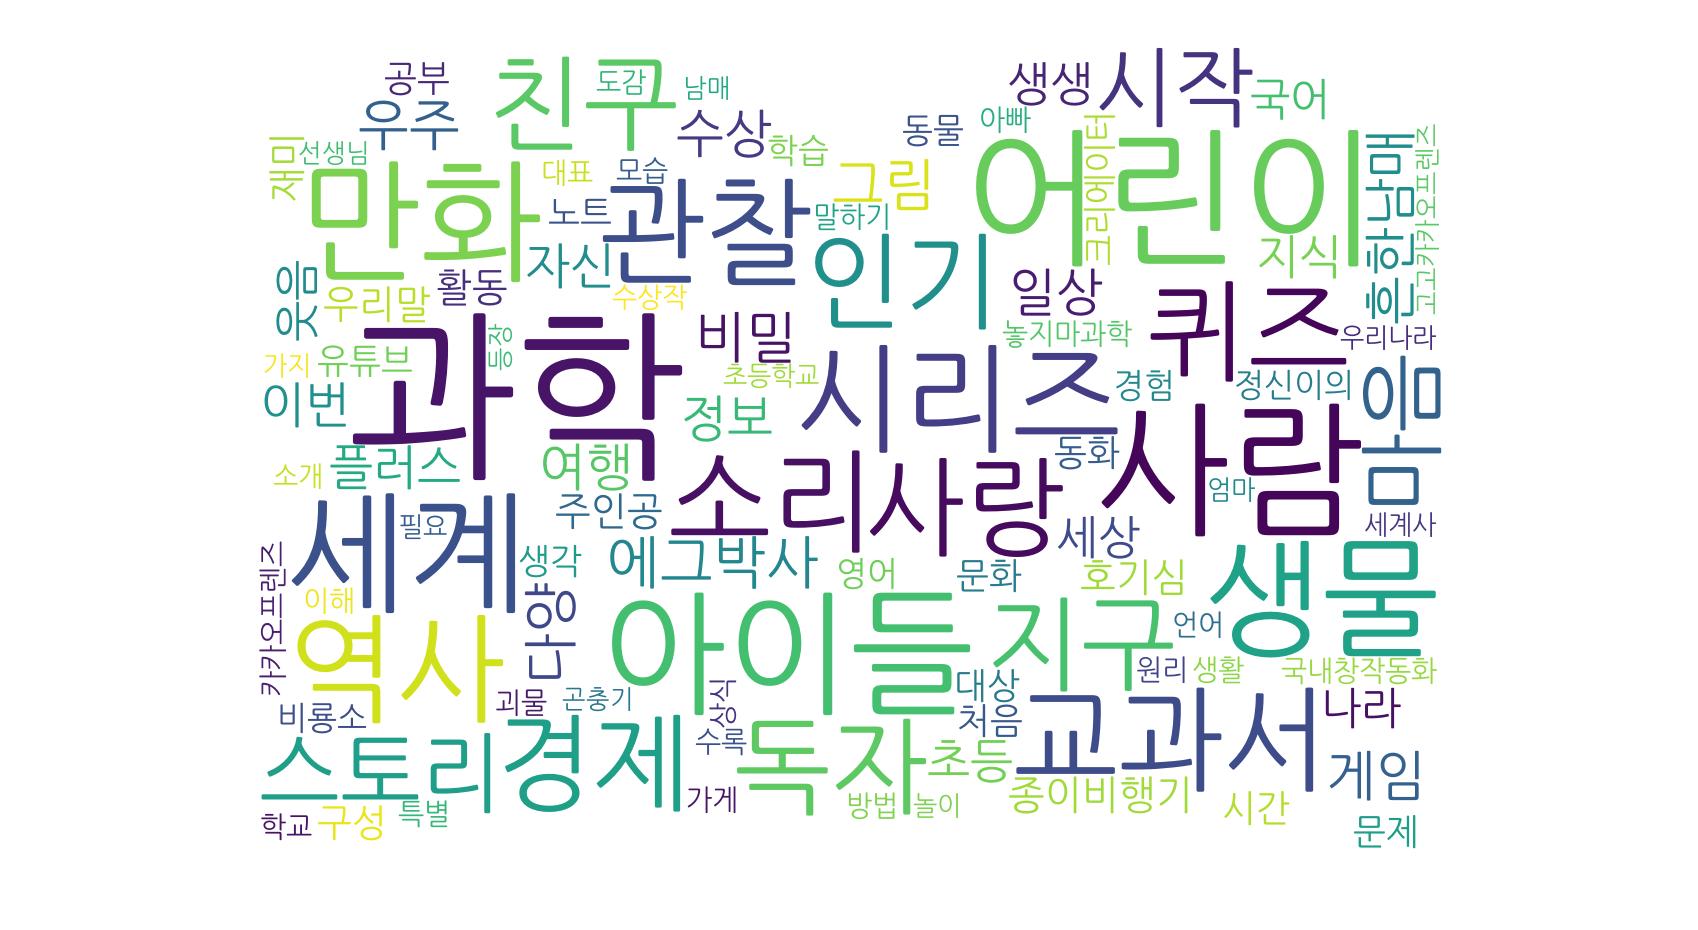 공부
친구
도감
남매
생생
시작
국어
우주
수상
동물
아빠
크리에이터
어린이
흔한남매
고고카카오프렌즈
재미
선생님
만화
대표
모습
학습
그림
관찰
노트
말하기
자신
인기
지식
웃음
우리말
활동
수상작
일상
퀴즈
과학
등장
비밀
놓지마과학
우리나라
가지
유튜브
초등학교
시리즈
경험
정신이의
마음
이번
정보
사람
소개
플러스
여행
소리사랑
동화
엄마
세계
필요
주인공
세상
세계사
카카오프렌즈
생각
에그박사
영어
문화
호기심
생물
이해
다양
아이들
지구
언어
역사
원리
생활
국내창작동화
비룡소
괴물
곤충기
상식
대상
처음
교과서
나라
스토리
경제
수록
독자
초등
게임
학교
구성
특별
가게
방법
놀이
종이비행기
시간
문제